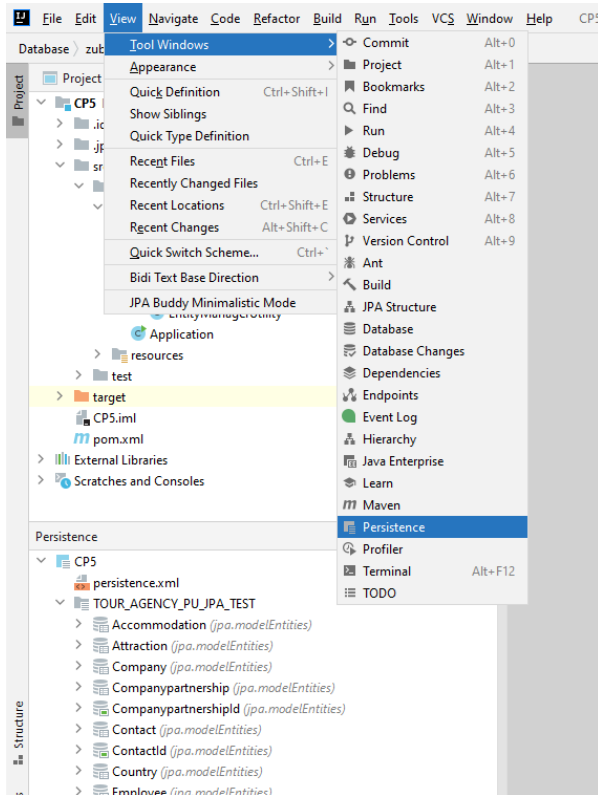 File Edit View Navigate Code Refactor Build Run Tools VCS Window Help CP5
Database zub
Project
Project
CP5
.ic
.jp
sr
Tool Windows
Appearance
Quick Definition Ctrl+Shift+I
Show Siblings
Quick Type Definition
Recent Files Ctrl+E
Recently Changed Files
Recent Locations Ctrl+Shift+E
Recent Changes Alt+Shift+C
Quick Switch Scheme... Ctrl+`
Bidi Text Base Direction
JPA Buddy Minimalistic Mode
Commit Alt+0
Project Alt+1
Bookmarks Alt+2
Find Alt+3
Run Alt+4
Debug Alt+5
Problems Alt+6
Structure Alt+7
Services Alt+8
Version Control Alt+9
Ant
Build
JPA Structure
Database
Database Changes
Dependencies
Endpoints
Event Log
Hierarchy
Java Enterprise
Learn
Maven
Persistence
Profiler
Terminal Alt+F12
TODO
EntityManagerUtility
Application
resources
test
target
CP5.iml
pom.xml
External Libraries
Scratches and Consoles
Persistence
CP5
persistence.xml
TOUR_AGENCY_PU_JPA_TEST
Accommodation (jpa.modelEntities)
Attraction (jpa.modelEntities)
Company (jpa.modelEntities)
Companypartnership (jpa.modelEntities)
CompanypartnershipId (jpa.modelEntities)
Contact (jpa.modelEntities)
ContactId (jpa.modelEntities)
Country (jpa.modelEntities)
Employee (jpa.modelEntities)
Structure